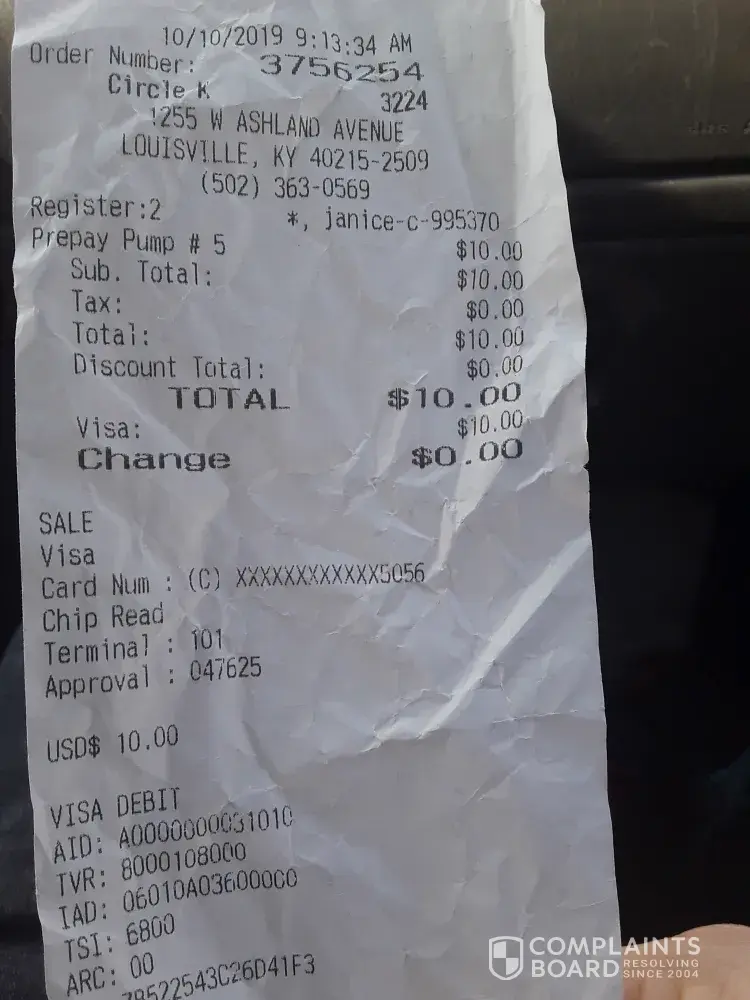 10/10/2019 9:13:34 AM
Order Number: 3756254
Circle K 3224
1255 W ASHLAND AVENUE
LOUISVILLE, KY 40215-2509
(502) 363-0569
Register:2 *, janice-c-995370
Prepay Pump # 5 $10.00
Sub. Total: $10.00
Tax: $0.00
Total: $10.00
Discount Total: $0.00
TOTAL $10.00
Visa: $10.00
Change $0.00
SALE
Visa
Card Num : (C) XXXXXXXXXXXX5056
Chip Read
Terminal : 101
Approval : 047625
USD$ 10.00
VISA DEBIT
AID: A0000000031010
TVR: 8000108000
IAD: 06010A03600000
TSI: 6800
ARC: 00
COMPLAINTS
BOARD RESOLVING
SINCE 2004